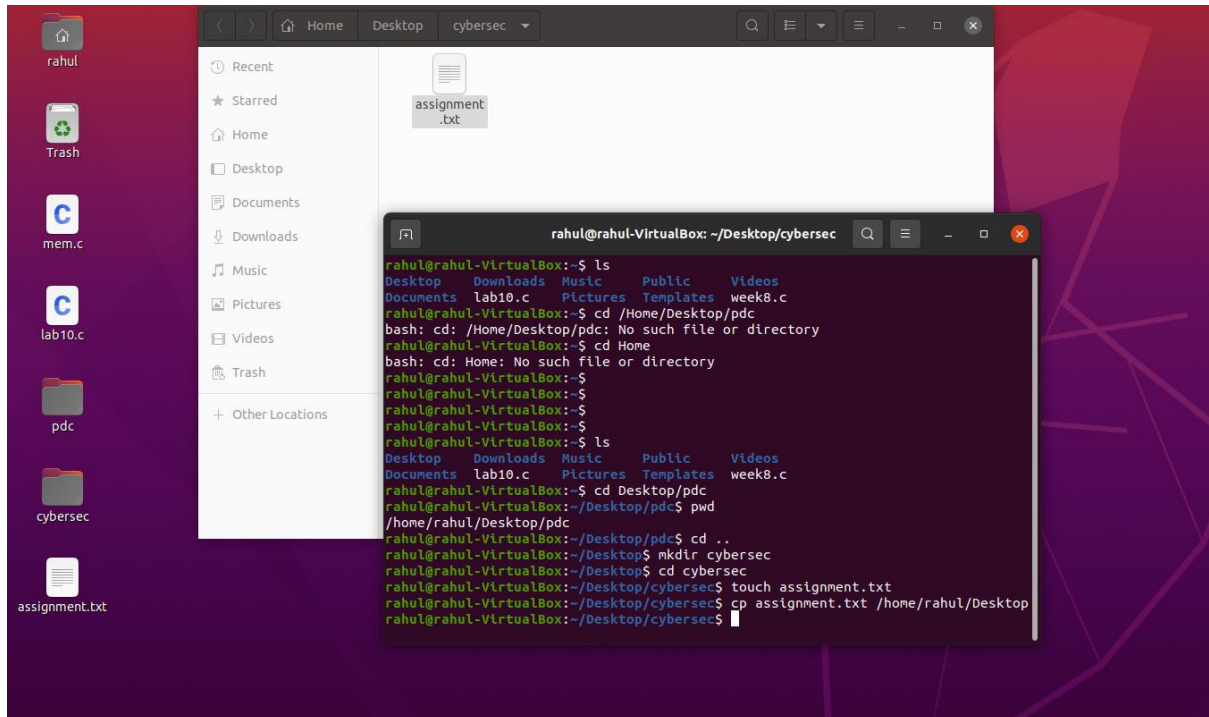 rahul
Trash
mem.c
lab10.c
pdc
cybersec
assignment.txt
Home Desktop cybersec
Recent
Starred
Home
Desktop
Documents
Downloads
Music
Pictures
Videos
Trash
+ Other Locations
assignment
.txt
rahul@rahul-VirtualBox: ~/Desktop/cybersec
rahul@rahul-VirtualBox:~$ ls
Desktop Downloads Music Public Videos
Documents lab10.c Pictures Templates week8.c
rahul@rahul-VirtualBox:~$ cd /Home/Desktop/pdc
bash: cd: /Home/Desktop/pdc: No such file or directory
rahul@rahul-VirtualBox:~$ cd Home
bash: cd: Home: No such file or directory
rahul@rahul-VirtualBox:~$
rahul@rahul-VirtualBox:~$
rahul@rahul-VirtualBox:~$
rahul@rahul-VirtualBox:~$
rahul@rahul-VirtualBox:~$ ls
Desktop Downloads Music Public Videos
Documents lab10.c Pictures Templates week8.c
rahul@rahul-VirtualBox:~$ cd Desktop/pdc
rahul@rahul-VirtualBox:~/Desktop/pdc$ pwd
/home/rahul/Desktop/pdc
rahul@rahul-VirtualBox:~/Desktop/pdc$ cd ..
rahul@rahul-VirtualBox:~/Desktop$ mkdir cybersec
rahul@rahul-VirtualBox:~/Desktop$ cd cybersec
rahul@rahul-VirtualBox:~/Desktop/cybersec$ touch assignment.txt
rahul@rahul-VirtualBox:~/Desktop/cybersec$ cp assignment.txt /home/rahul/Desktop
rahul@rahul-VirtualBox:~/Desktop/cybersec$